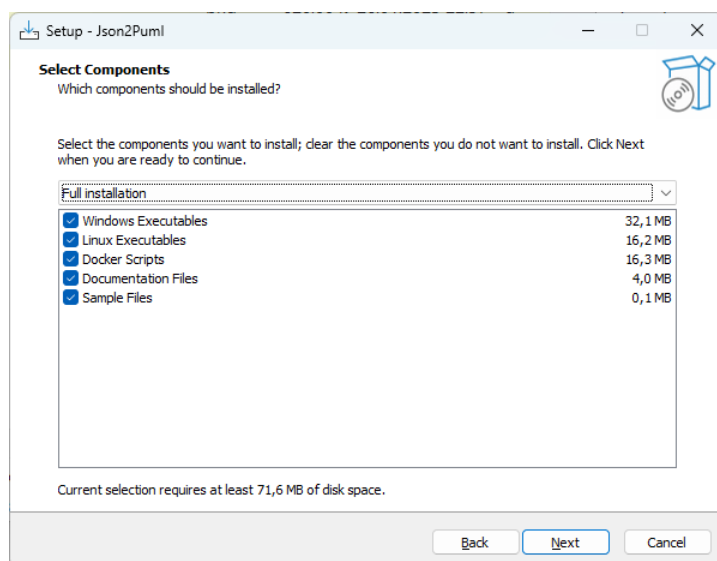 Setup - Json2Puml
Select Components
Which components should be installed?
Select the components you want to install; clear the components you do not want to install. Click Next
when you are ready to continue.
Full installation
Windows Executables 32,1 MB
Linux Executables 16,2 MB
Docker Scripts 16,3 MB
Documentation Files 4,0 MB
Sample Files 0,1 MB
Current selection requires at least 71,6 MB of disk space.
Back Next Cancel